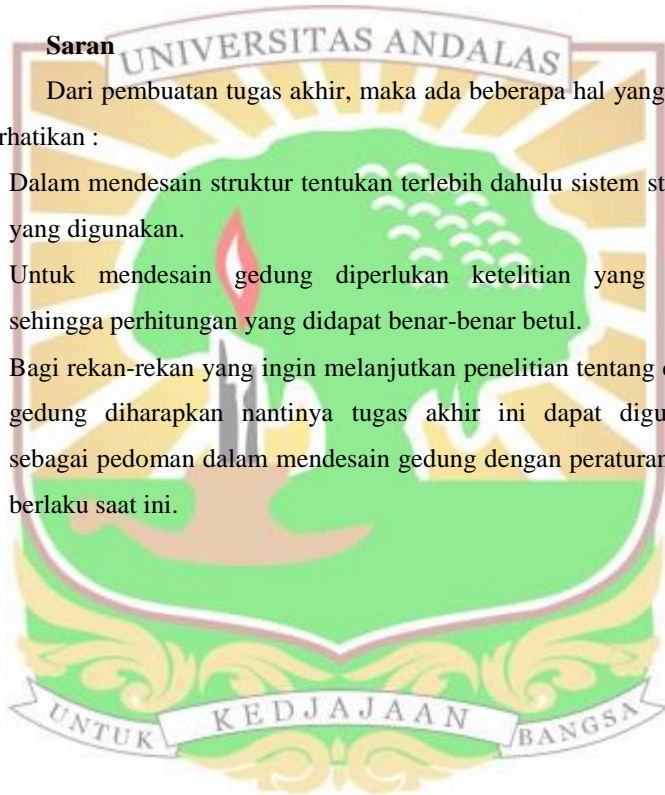 Saran
UNIVERSITAS ANDALAS
Dari pembuatan tugas akhir, maka ada beberapa hal yang
rhatikan :
Dalam mendesain struktur tentukan terlebih dahulu sistem st
yang digunakan.
Untuk mendesain gedung diperlukan ketelitian yang
sehingga perhitungan yang didapat benar-benar betul.
Bagi rekan-rekan yang ingin melanjutkan penelitian tentang
gedung diharapkan nantinya tugas akhir ini dapat digu
sebagai pedoman dalam mendesain gedung dengan peraturan
berlaku saat ini.
UNTUK KEDJAJAAN BANGSA